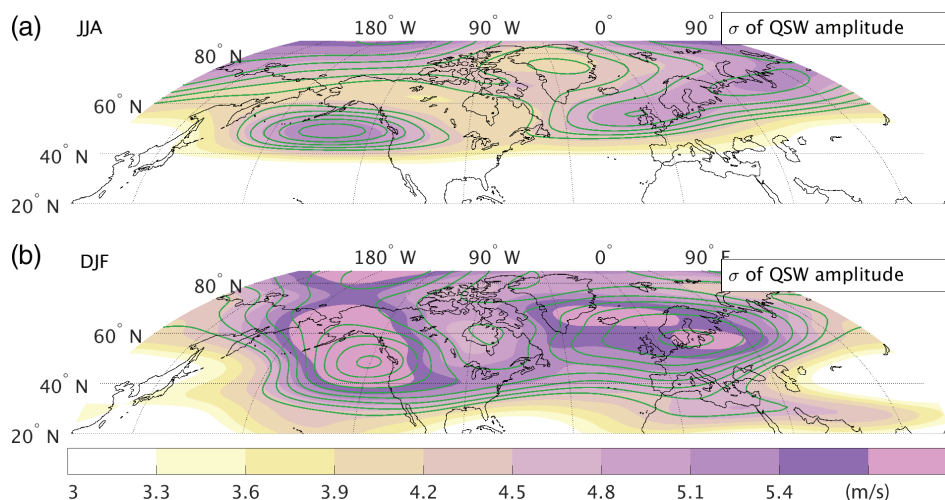 (a)
JJA
180° W
90° W
0°
90°
σ of QSW amplitude
80° N
60° N
40° N
20° N
(b)
DJF
180° W
90° W
0°
90°
σ of QSW amplitude
80° N
60° N
40° N
20° N
3 3.3 3.6 3.9 4.2 4.5 4.8 5.1 5.4 (m/s)